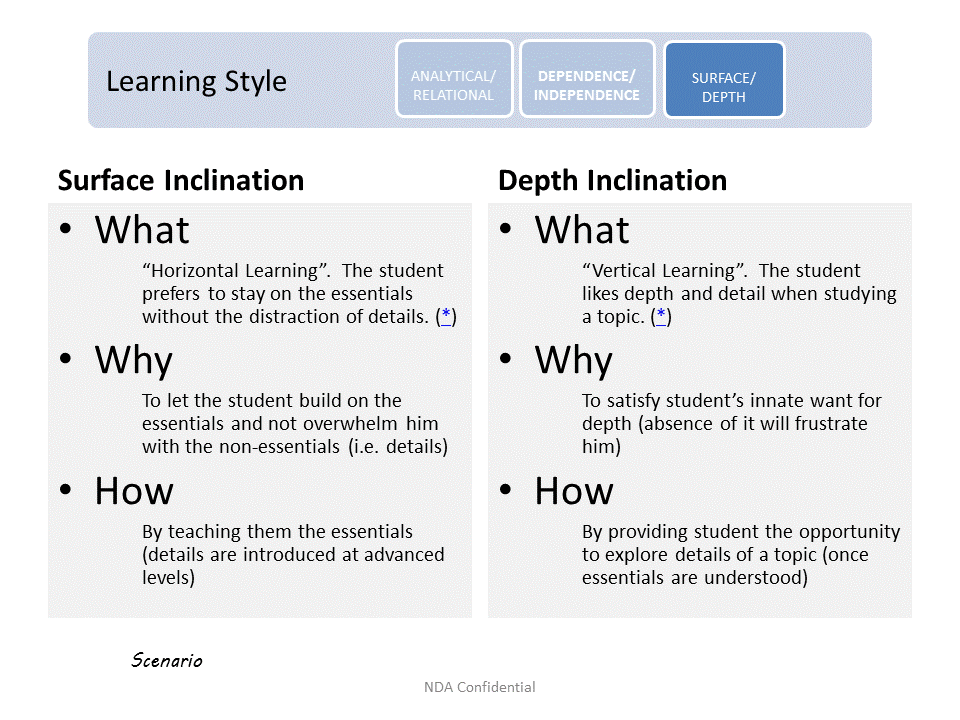 Learning Style
ANALYTICAL/
RELATIONAL
DEPENDENCE/
INDEPENDENCE
SURFACE/
DEPTH
Surface Inclination
• What
“Horizontal Learning”.  The student
prefers to stay on the essentials
without the distraction of details. (*)
• Why
To let the student build on the
essentials and not overwhelm him
with the non-essentials (i.e. details)
• How
By teaching them the essentials
(details are introduced at advanced
levels)
Depth Inclination
• What
“Vertical Learning”.  The student
likes depth and detail when studying
a topic. (*)
• Why
To satisfy student’s innate want for
depth (absence of it will frustrate
him)
• How
By providing student the opportunity
to explore details of a topic (once
essentials are understood)
Scenario
NDA Confidential